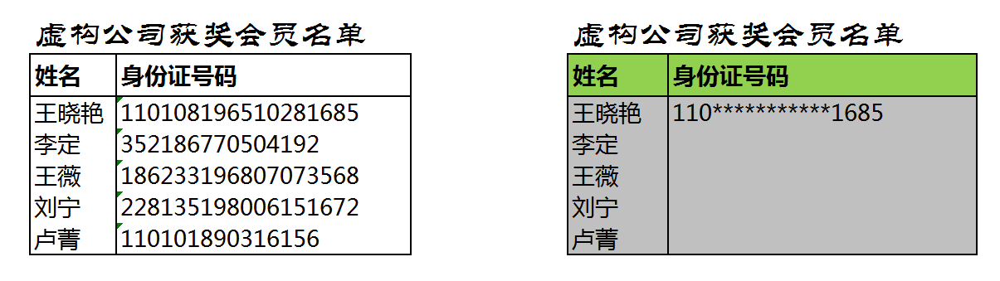 虚构公司获奖会员名单
姓名 身份证号码
王晓艳 110108196510281685
李定 352186770504192
王薇 186233196807073568
刘宁 228135198006151672
卢菁 110101890316156
虚构公司获奖会员名单
姓名 身份证号码
王晓艳 110***********1685
李定
王薇
刘宁
卢菁